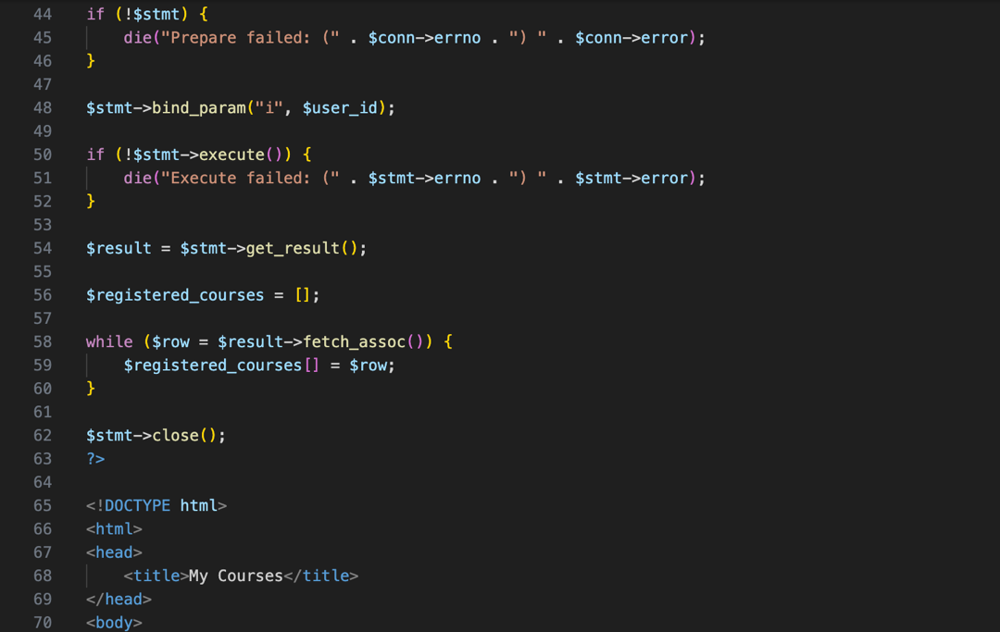 44 if (!$stmt) {
45     die("Prepare failed: (" . $conn->errno . ") " . $conn->error);
46 }
47
48 $stmt->bind_param("i", $user_id);
49
50 if (!$stmt->execute()) {
51     die("Execute failed: (" . $stmt->errno . ") " . $stmt->error);
52 }
53
54 $result = $stmt->get_result();
55
56 $registered_courses = [];
57
58 while ($row = $result->fetch_assoc()) {
59     $registered_courses[] = $row;
60 }
61
62 $stmt->close();
63 ?>
64
65 <!DOCTYPE html>
66 <html>
67 <head>
68     <title>My Courses</title>
69 </head>
70 <body>